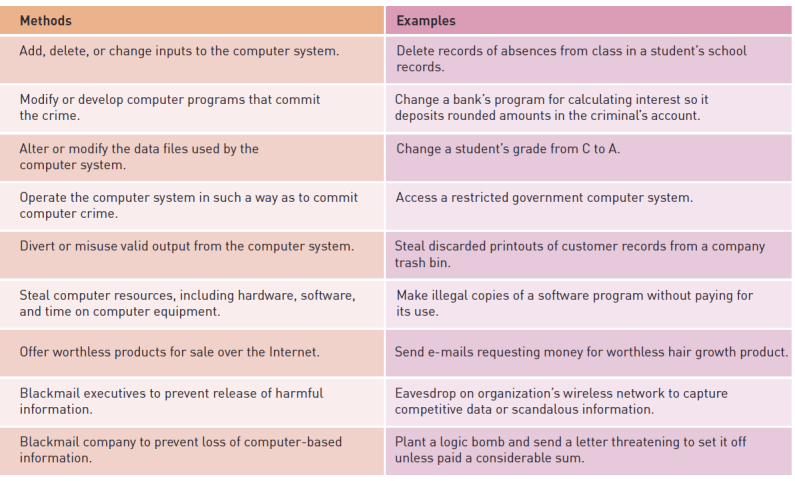 Methods
Examples
Add, delete, or change inputs to the computer system.
Delete records of absences from class in a student's school
records.
Modify or develop computer programs that commit
the crime.
Change a bank's program for calculating interest so it
deposits rounded amounts in the criminal's account.
Alter or modify the data files used by the
computer system.
Change a student's grade from C to A.
Operate the computer system in such a way as to commit
computer crime.
Access a restricted government computer system.
Divert or misuse valid output from the computer system.
Steal discarded printouts of customer records from a company
trash bin.
Steal computer resources, including hardware, software,
and time on computer equipment.
Make illegal copies of a software program without paying for
its use.
Offer worthless products for sale over the Internet.
Send e-mails requesting money for worthless hair growth product.
Blackmail executives to prevent release of harmful
information.
Eavesdrop on organization's wireless network to capture
competitive data or scandalous information.
Blackmail company to prevent loss of computer-based
information.
Plant a logic bomb and send a letter threatening to set it off
unless paid a considerable sum.